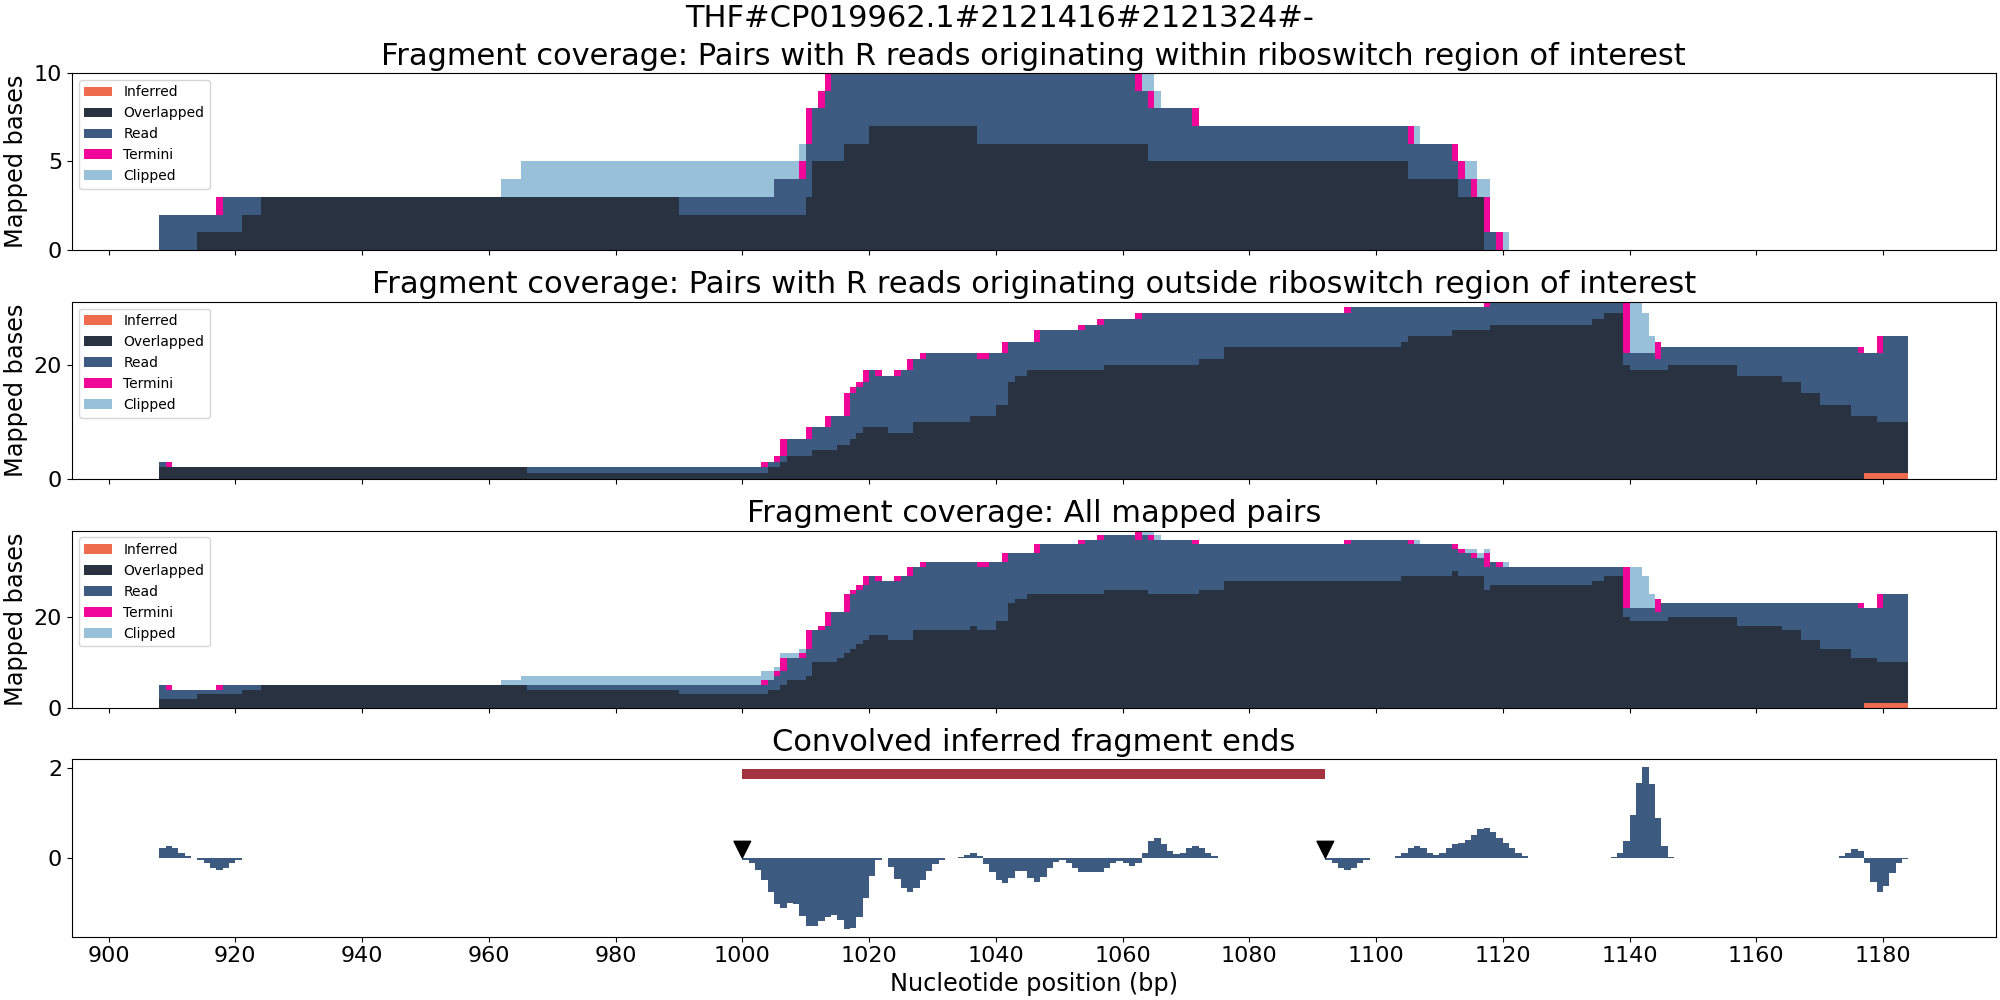 THF#CP019962.1#2121416#2121324#-
Fragment coverage: Pairs with R reads originating within riboswitch region of interest
Mapped bases
10
5
0
Inferred
Overlapped
Read
Termini
Clipped
Fragment coverage: Pairs with R reads originating outside riboswitch region of interest
Mapped bases
20
0
Inferred
Overlapped
Read
Termini
Clipped
Fragment coverage: All mapped pairs
Mapped bases
20
0
Inferred
Overlapped
Read
Termini
Clipped
Convolved inferred fragment ends
2
0
900 920 940 960 980 1000 1020 1040 1060 1080 1100 1120 1140 1160 1180
Nucleotide position (bp)